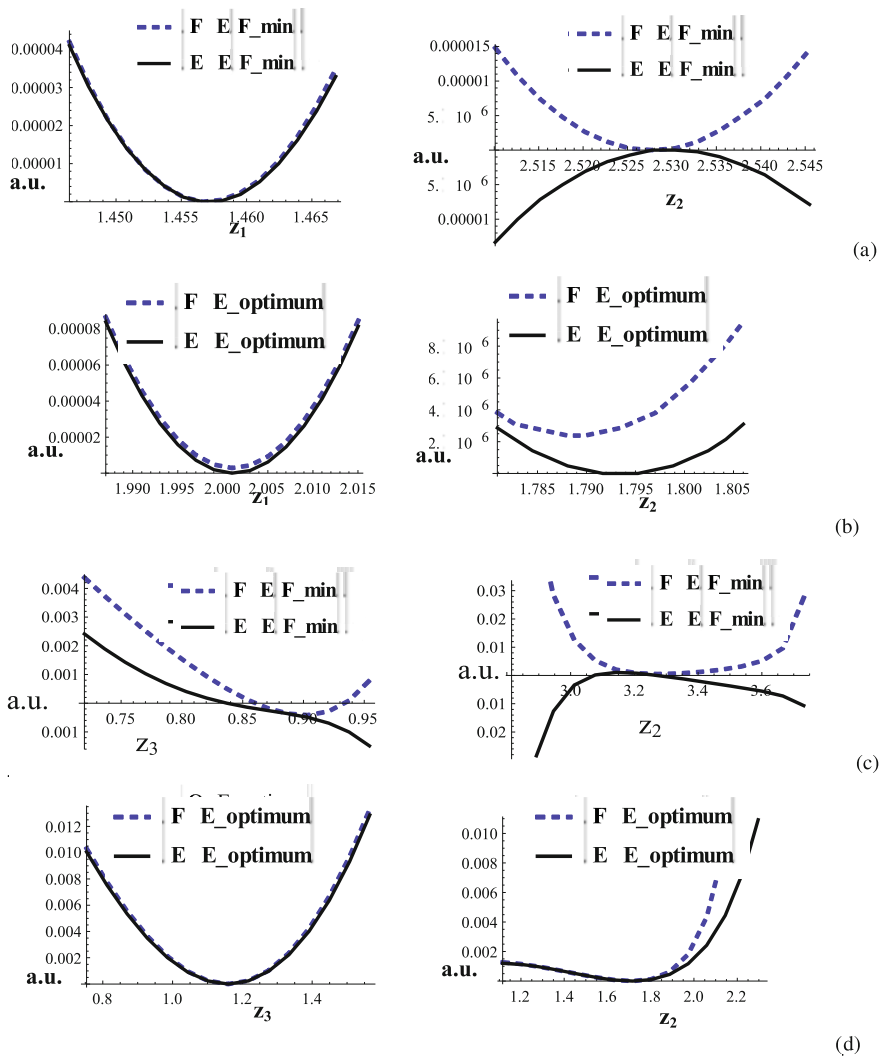 F E F_min
E E F_min
0.00004
0.00003
0.00002
0.00001
a.u.
1.450 1.455 1.460 1.465
z1
F E F_min
E E F_min
0.000015
0.00001
5. 10 6
a.u.
2.515 2.520 2.525 2.530 2.535 2.540 2.545
5. 10 6
z2
0.00001
(a)
F E_optimum
E E_optimum
0.00008
0.00006
0.00004
0.00002
a.u.
1.990 1.995 2.000 2.005 2.010 2.015
z1
F E_optimum
E E_optimum
8. 10 6
6. 10 6
4. 10 6
2. 10 6
a.u.
1.785 1.790 1.795 1.800 1.805
z2
(b)
F E F_min
E E F_min
0.004
0.003
0.002
0.001
a.u.
0.75 0.80 0.85 0.90 0.95
0.001
z3
F E F_min
E E F_min
0.03
0.02
0.01
a.u.
3.0 3.2 3.4 3.6
0.01
z2
0.02
(c)
F E_optimum
E E_optimum
0.012
0.010
0.008
0.006
0.004
0.002
a.u.
0.8 1.0 1.2 1.4
z3
F E_optimum
E E_optimum
0.010
0.008
0.006
0.004
0.002
a.u.
1.2 1.4 1.6 1.8 2.0 2.2
z2
(d)